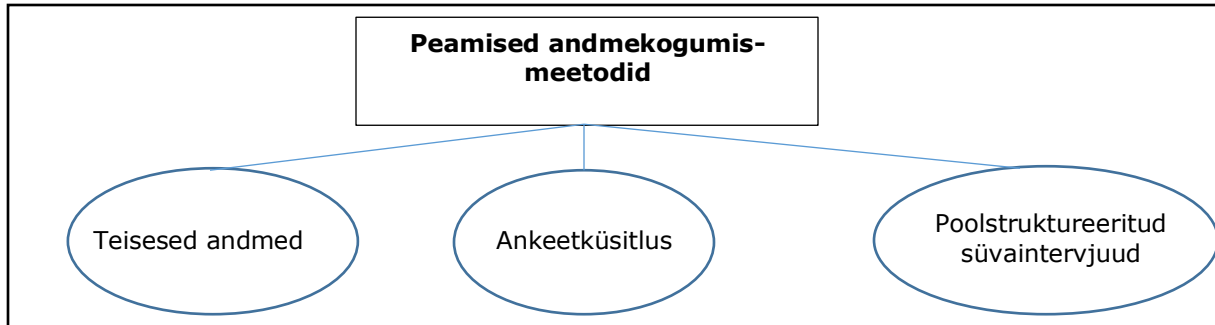 Peamised andmekogumis-
meetodid
Teisesed andmed
Ankeetküsitlus
Poolstruktureeritud
süvaintervjuud